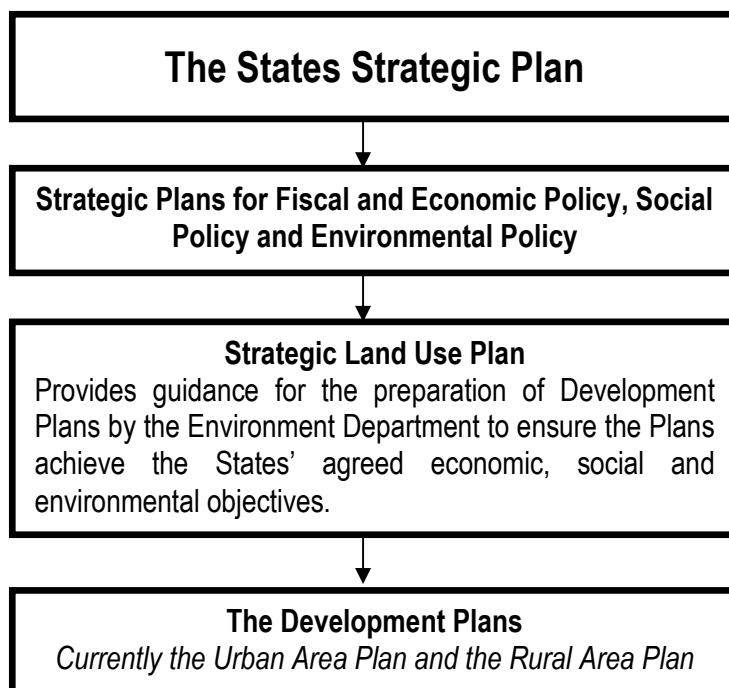 The States Strategic Plan
Strategic Plans for Fiscal and Economic Policy, Social
Policy and Environmental Policy
Strategic Land Use Plan
Provides guidance for the preparation of Development
Plans by the Environment Department to ensure the Plans
achieve the States’ agreed economic, social and
environmental objectives.
The Development Plans
Currently the Urban Area Plan and the Rural Area Plan